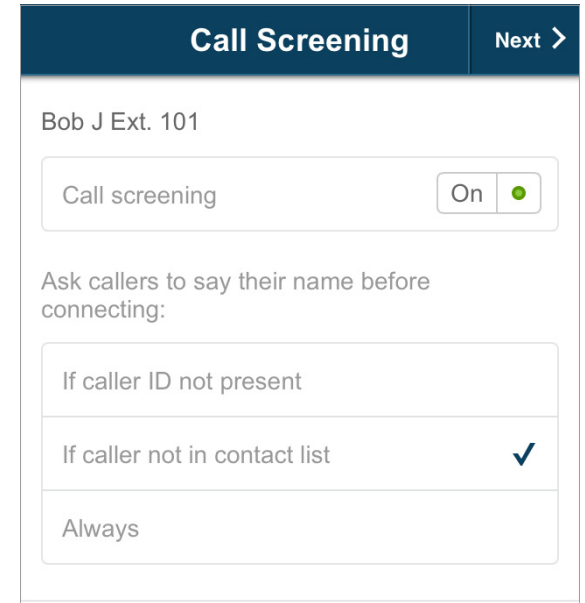 Call Screening
Next
Bob J Ext. 101
Call screening
On
Ask callers to say their name before
connecting:
If caller ID not present
If caller not in contact list
Always